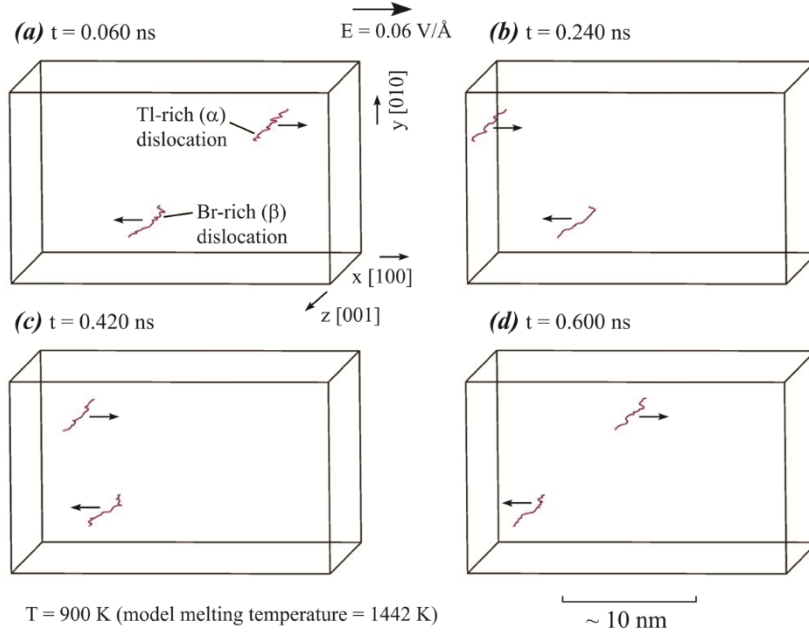 (a) t = 0.060 ns
E = 0.06 V/Å
(b) t = 0.240 ns
Tl-rich (α)
dislocation
y [010]
Br-rich (β)
dislocation
x [100]
z [001]
(c) t = 0.420 ns
(d) t = 0.600 ns
T = 900 K (model melting temperature = 1442 K)
~ 10 nm